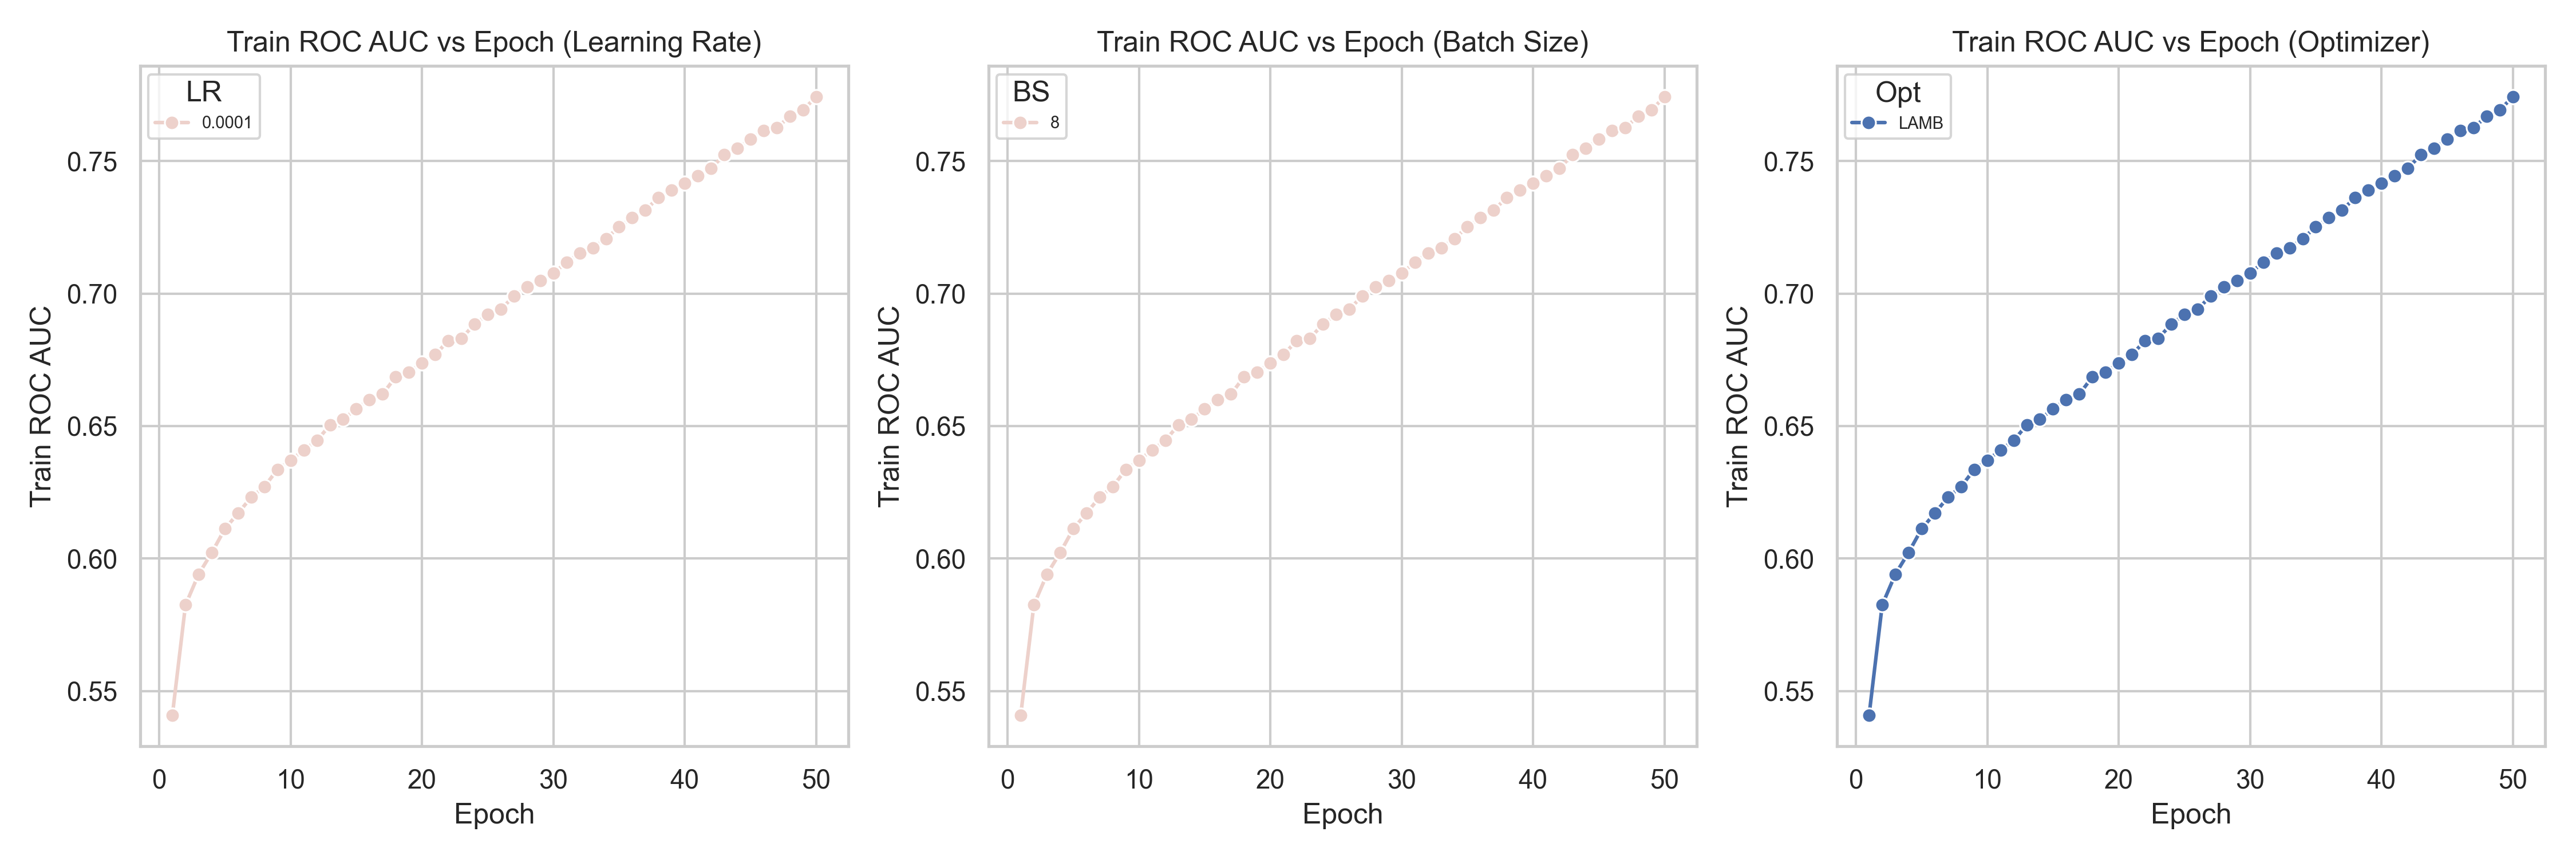 Train ROC AUC vs Epoch (Learning Rate)
LR
0.0001
0.75
0.70
0.65
0.60
0.55
Train ROC AUC
0 10 20 30 40 50
Epoch
Train ROC AUC vs Epoch (Batch Size)
BS
8
0.75
0.70
0.65
0.60
0.55
Train ROC AUC
0 10 20 30 40 50
Epoch
Train ROC AUC vs Epoch (Optimizer)
Opt
LAMB
0.75
0.70
0.65
0.60
0.55
Train ROC AUC
0 10 20 30 40 50
Epoch